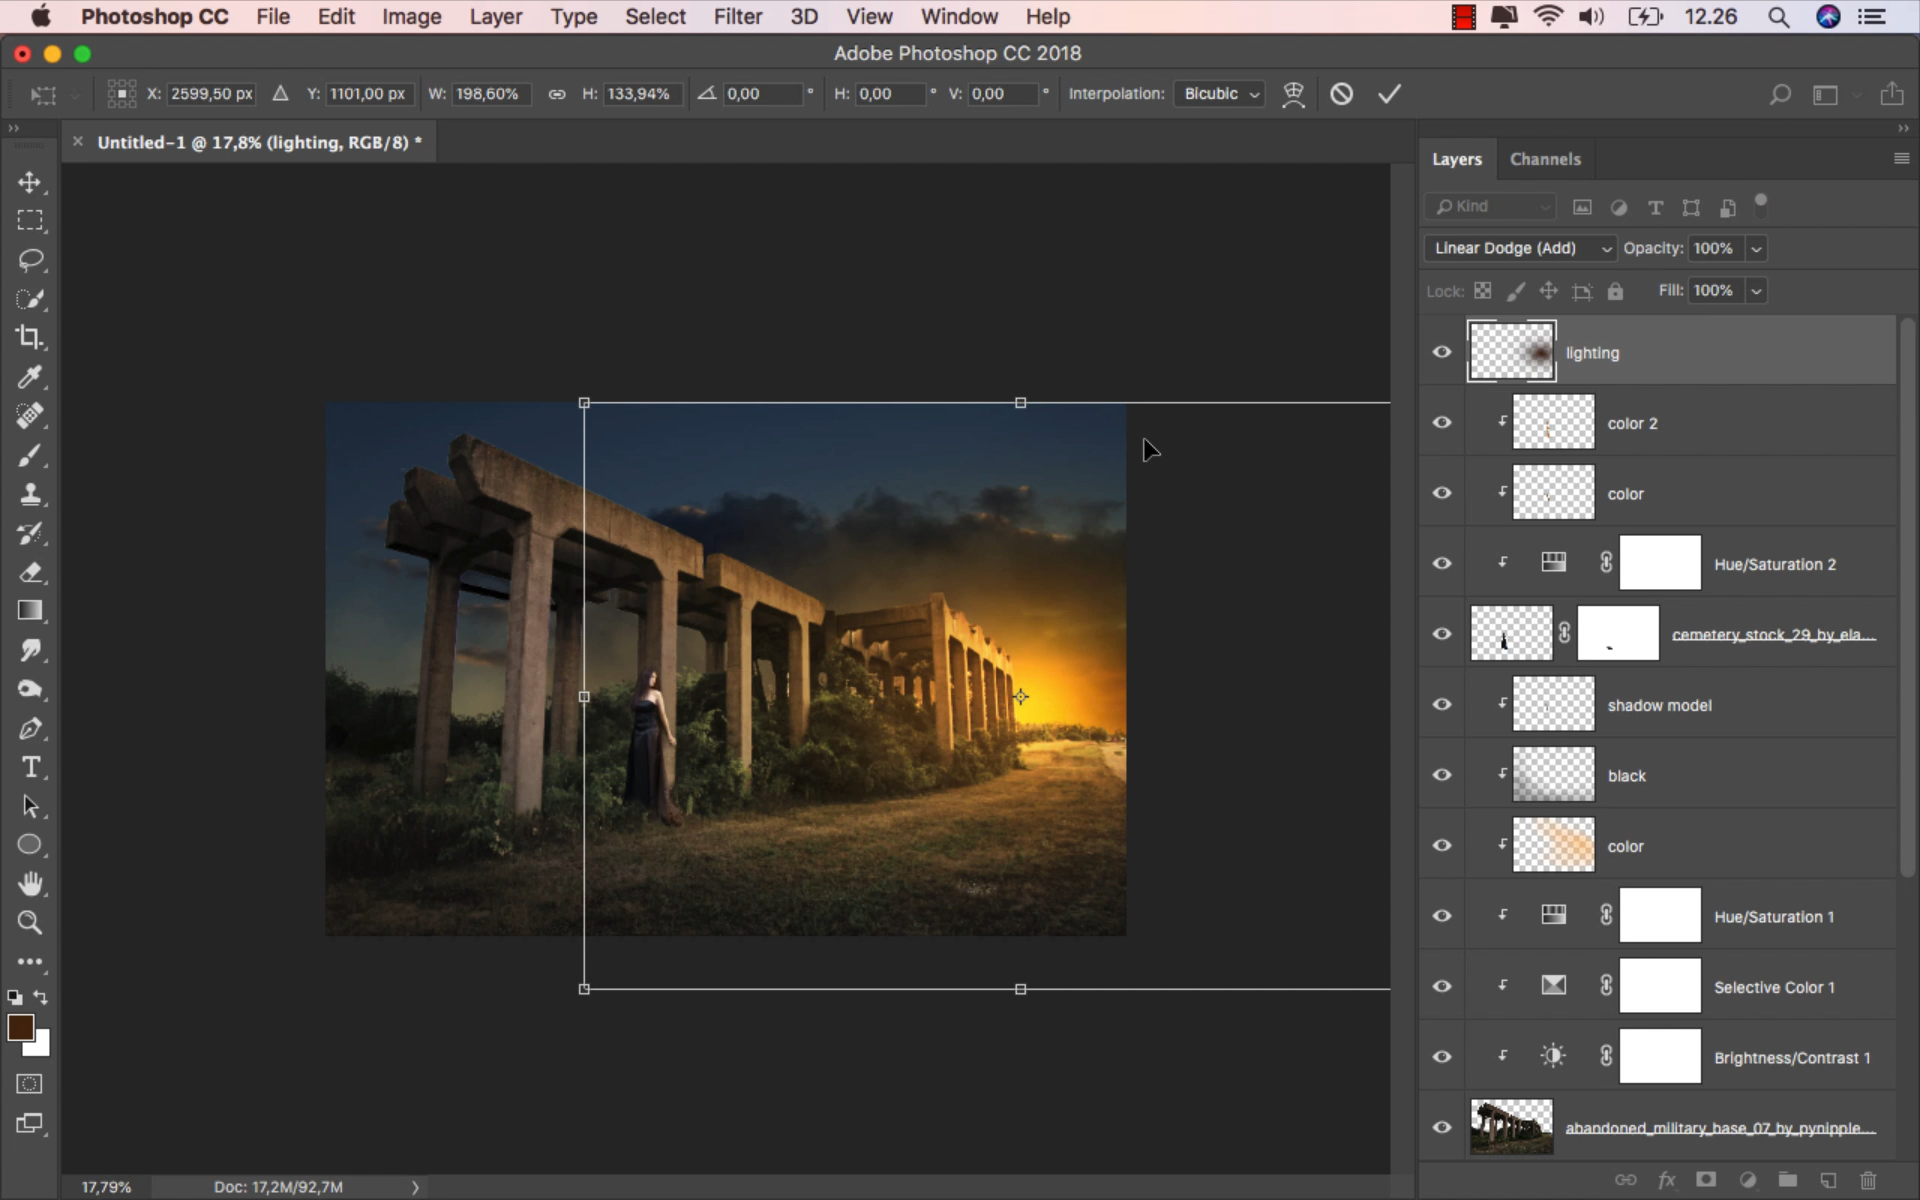 Photoshop CC File Edit Image Layer Type Select Filter 3D View Window Help 12.26
Adobe Photoshop CC 2018
X: 2599,50 px Y: 1101,00 px W: 198,60% H: 133,94% 0,00 ° H: 0,00 ° V: 0,00 ° Interpolation: Bicubic
Untitled-1 @ 17,8% (lighting, RGB/8) *
Layers Channels
Kind
Linear Dodge (Add) Opacity: 100%
Lock: Fill: 100%
lighting
color 2
color
Hue/Saturation 2
cemetery_stock_29_by_ela...
shadow model
black
color
Hue/Saturation 1
Selective Color 1
Brightness/Contrast 1
abandoned_military_base_07_by_pynipple...
17,79% Doc: 17,2M/92,7M